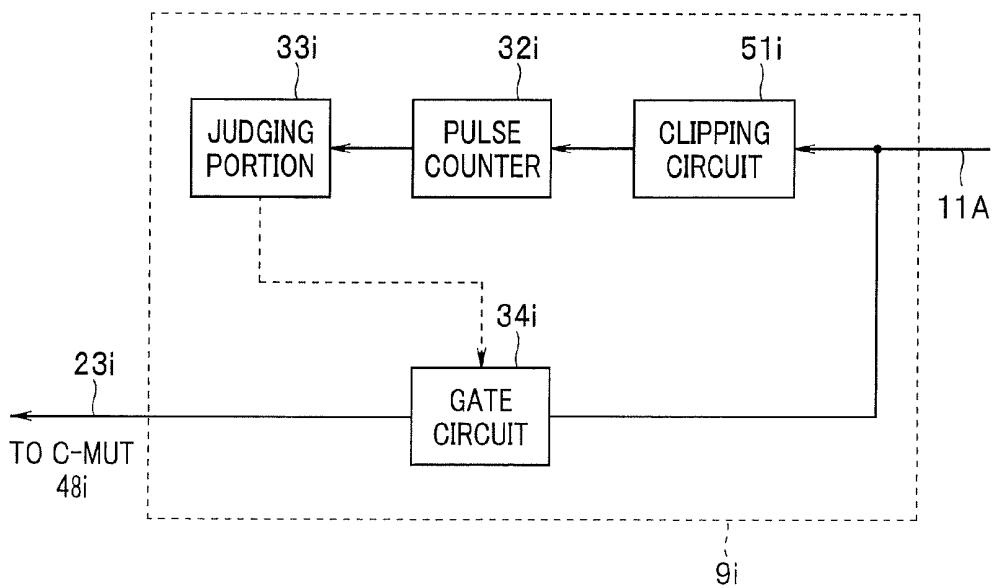 33i
32i
51i
JUDGING
PORTION
PULSE
COUNTER
CLIPPING
CIRCUIT
11A
34i
23i
GATE
CIRCUIT
TO C-MUT
48i
9i